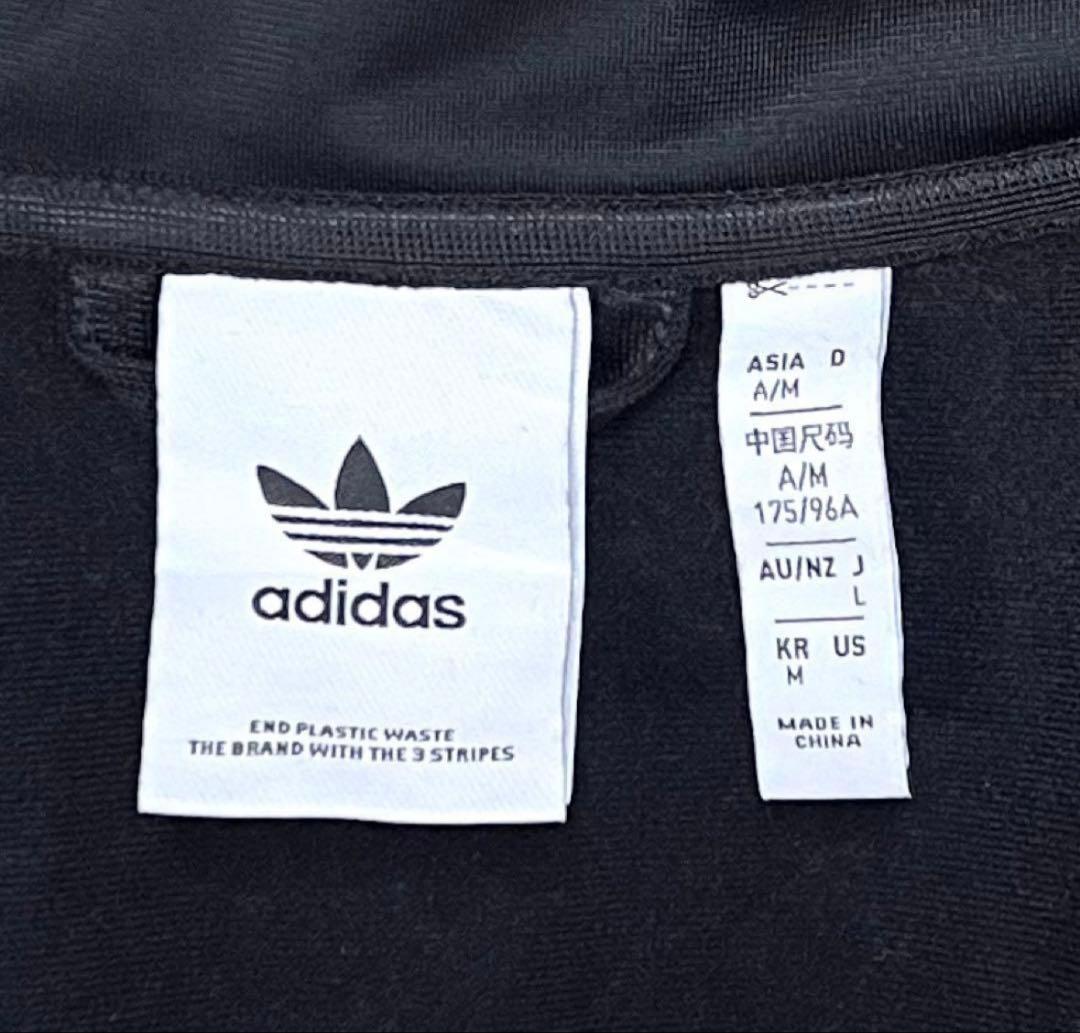 adidas
END PLASTIC WASTE
THE BRAND WITH THE 3 STRIPES
ASIA D
A/M
中国尺码
A/M
175/96A
AU/NZ J
L
KR US
M
MADE IN
CHINA